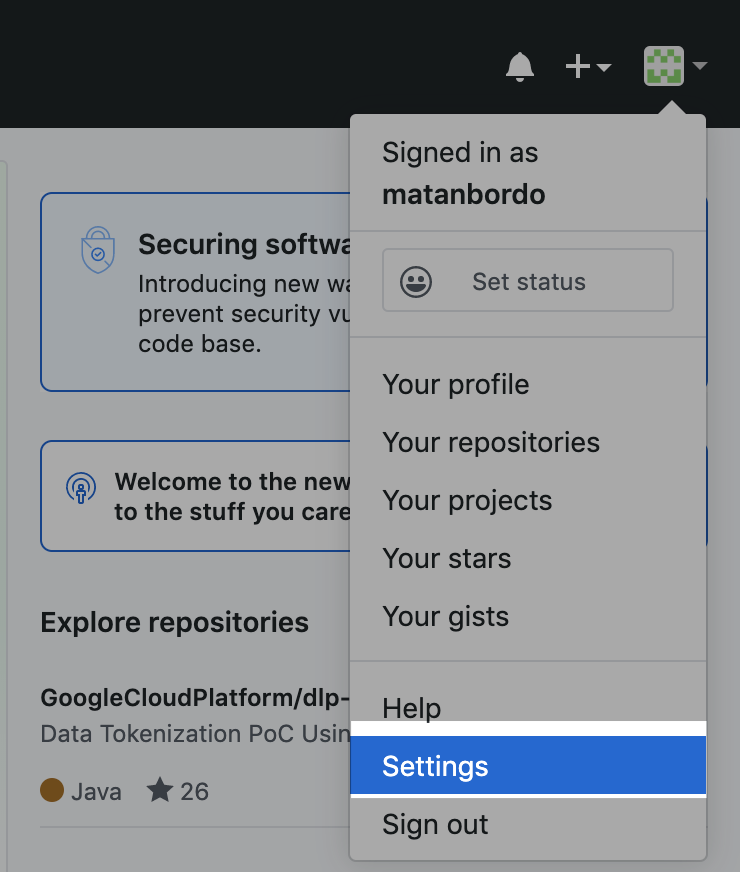 Signed in as
matanbordo
Set status
Your profile
Your repositories
Your projects
Your stars
Your gists
Help
Settings
Sign out
Securing softwa
Introducing new wa
prevent security vu
code base.
Welcome to the new
to the stuff you care
Explore repositories
GoogleCloudPlatform/dlp-
Data Tokenization PoC Usin
Java 26